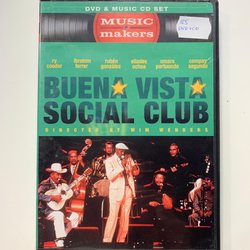 DVD & MUSIC CD SET
MUSIC
makers
ry cooder ibrahim ferrer rubén gonzález eliades ochoa omara portuondo compay segundo
BUENA VISTA
SOCIAL CLUB
DIRECTED BY WIM WENDERS